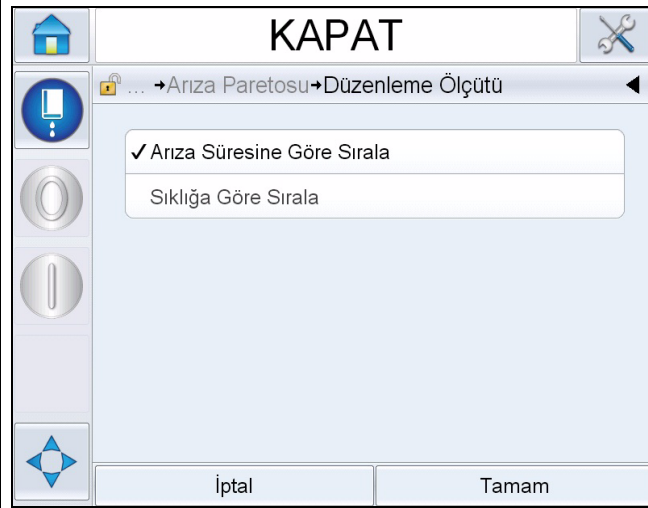 KAPAT
... →Arıza Paretosu→Düzenleme Ölçütü
✓Arıza Süresine Göre Sırala
Sıklığa Göre Sırala
İptal
Tamam